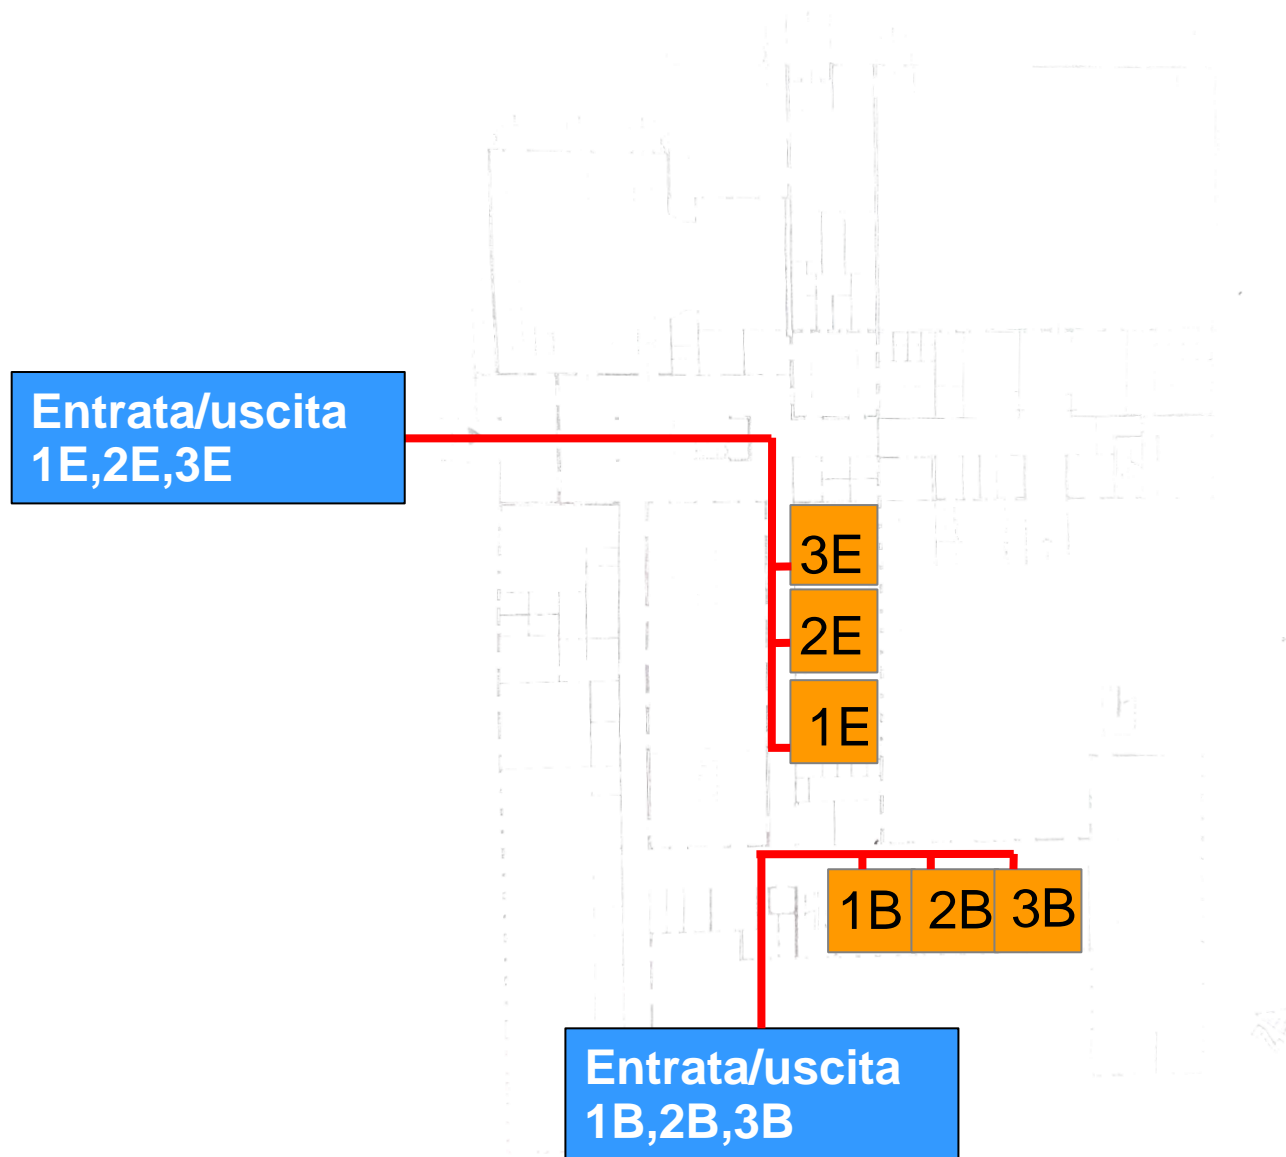 Entrata/uscita
1E,2E,3E
3E
2E
1E
1B 2B 3B
Entrata/uscita
1B,2B,3B